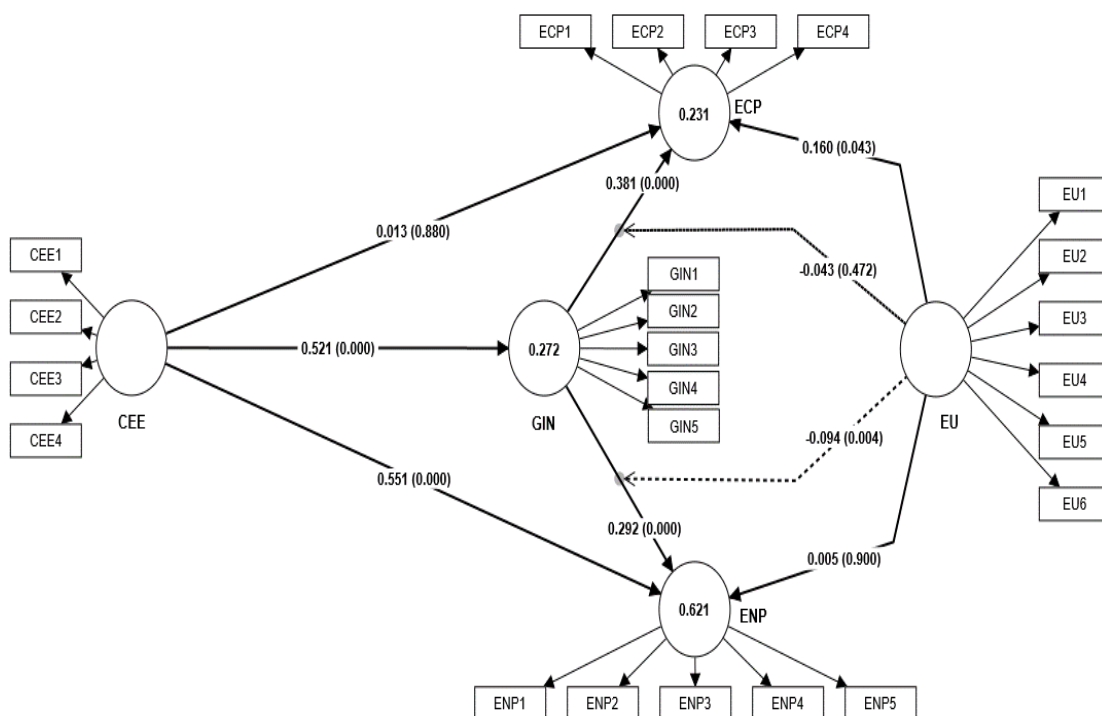 ECP1
ECP2
ECP3
ECP4
0.231
ECP
0.160 (0.043)
0.381 (0.000)
0.013 (0.880)
-0.043 (0.472)
EU1
EU2
EU3
EU4
EU5
EU6
EU
CEE1
CEE2
CEE3
CEE4
CEE
0.521 (0.000)
0.272
GIN
GIN1
GIN2
GIN3
GIN4
GIN5
-0.094 (0.004)
0.551 (0.000)
0.292 (0.000)
0.005 (0.900)
0.621
ENP
ENP1
ENP2
ENP3
ENP4
ENP5